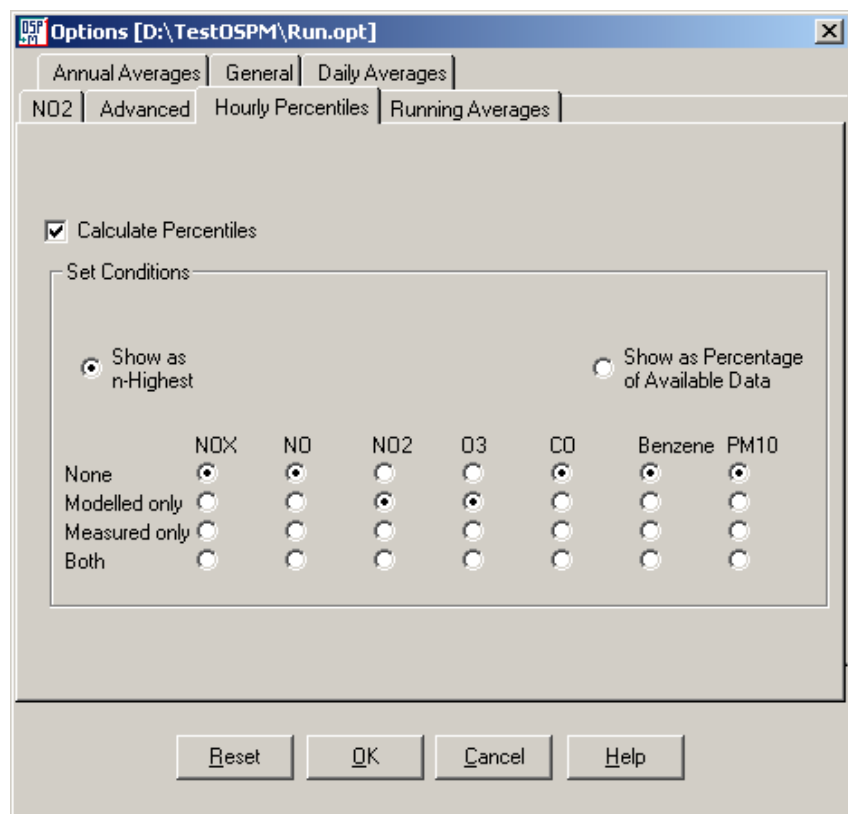 OSP M Options [D:\TestOSPM\Run.opt]
Annual Averages General Daily Averages
NO2 Advanced Hourly Percentiles Running Averages
Calculate Percentiles
Set Conditions
Show as
n-Highest
Show as Percentage
of Available Data
NOX NO NO2 O3 CO Benzene PM10
None
Modelled only
Measured only
Both
Reset OK Cancel Help